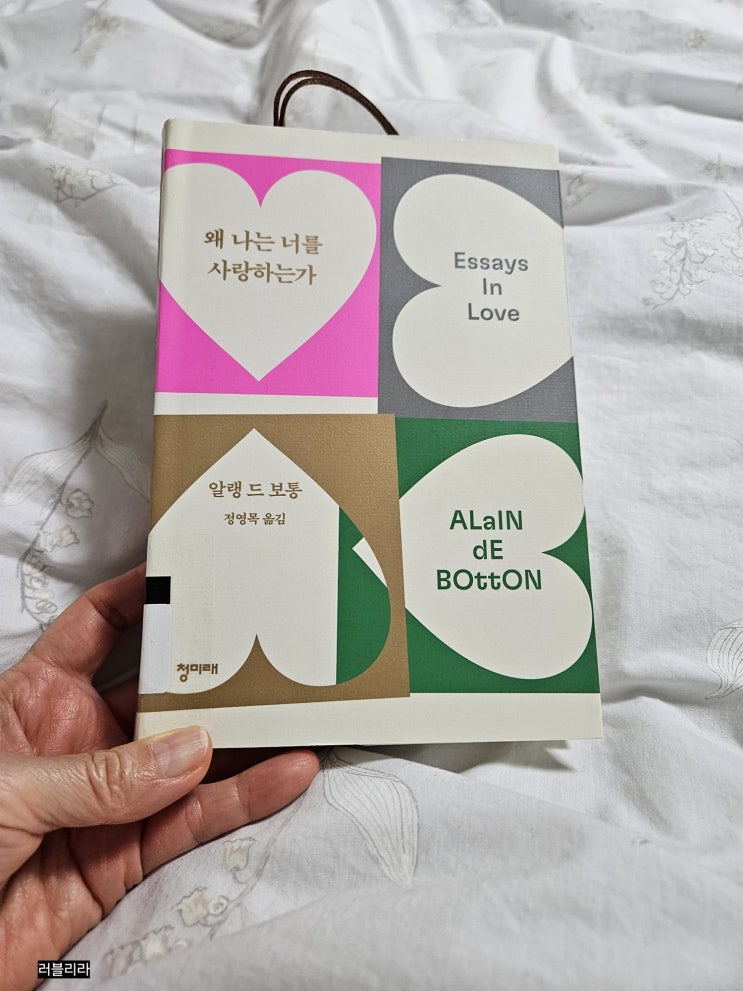 왜 나는 너를
사랑하는가
Essays
In
Love
알랭 드 보통
정영목 옮김
ALaIN
dE
BOttON
청미래
러블리라